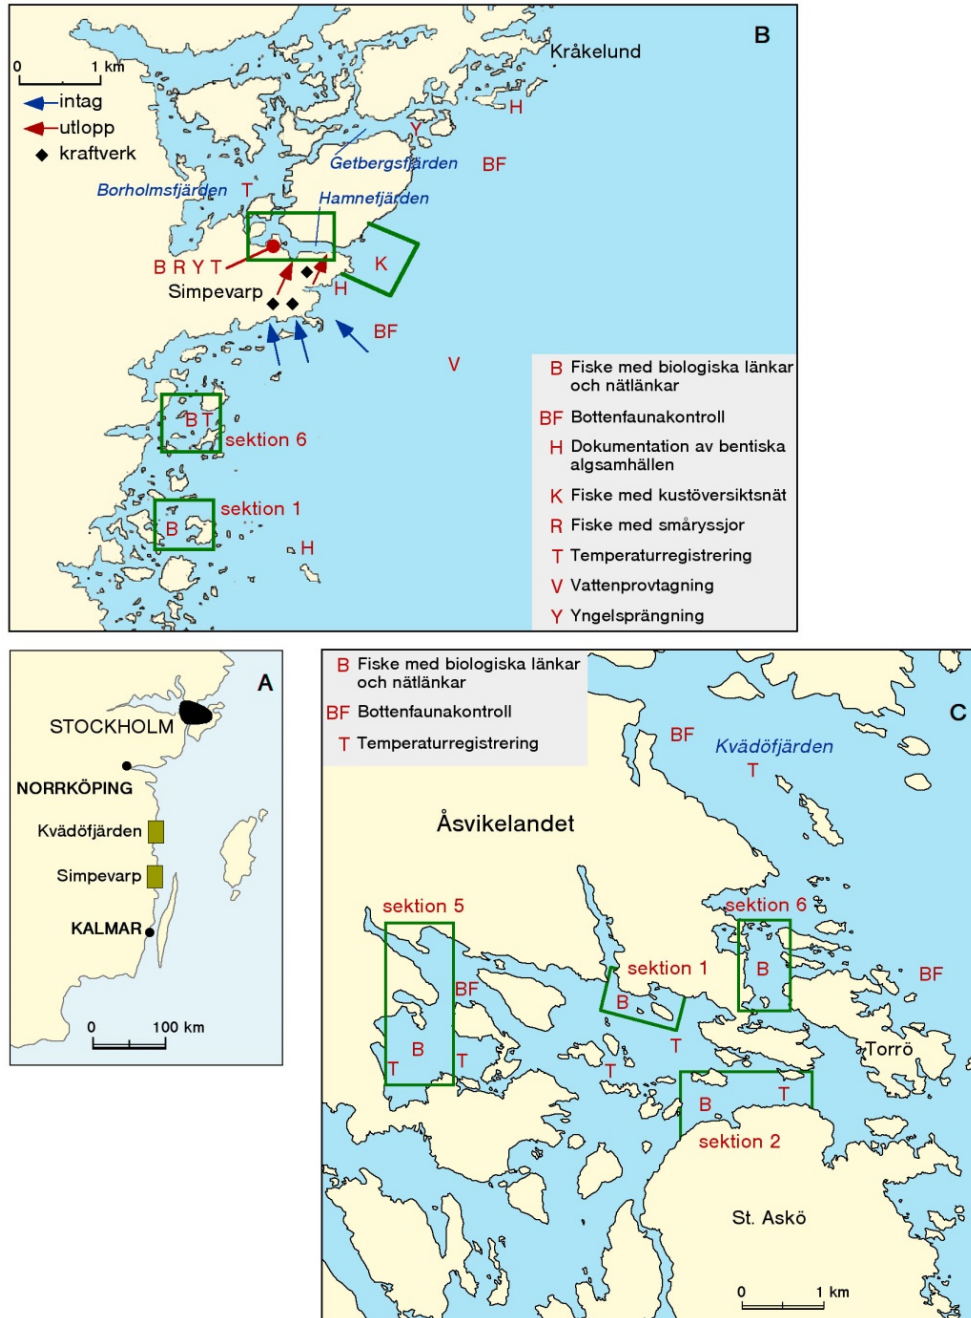 B
Kråkelund
0 1 km
intag
utlopp
kraftverk
H
Y
Getbergsfjärden
BF
Borholmsfjärden
T
Hamnefjärden
K
B R Y T
Simpevarp
H
BF
V
B T
sektion 6
sektion 1
B
H
B Fiske med biologiska länkar
och nätlänkar
BF Bottenfaunakontroll
H Dokumentation av bentiska
algsamhällen
K Fiske med kustöversiktsnät
R Fiske med småryssjor
T Temperaturregistrering
V Vattenprovtagning
Y Yngelsprängning
A
STOCKHOLM
NORRKÖPING
Kvädöfjärden
Simpevarp
KALMAR
0 100 km
B Fiske med biologiska länkar
och nätlänkar
BF Bottenfaunakontroll
T Temperaturregistrering
C
BF
Kvädöfjärden
T
Åsvikelandet
sektion 5
sektion 6
sektion 1
B
BF
BF
B
B
T
T
T
T
Torrö
B
T
sektion 2
St. Askö
0 1 km